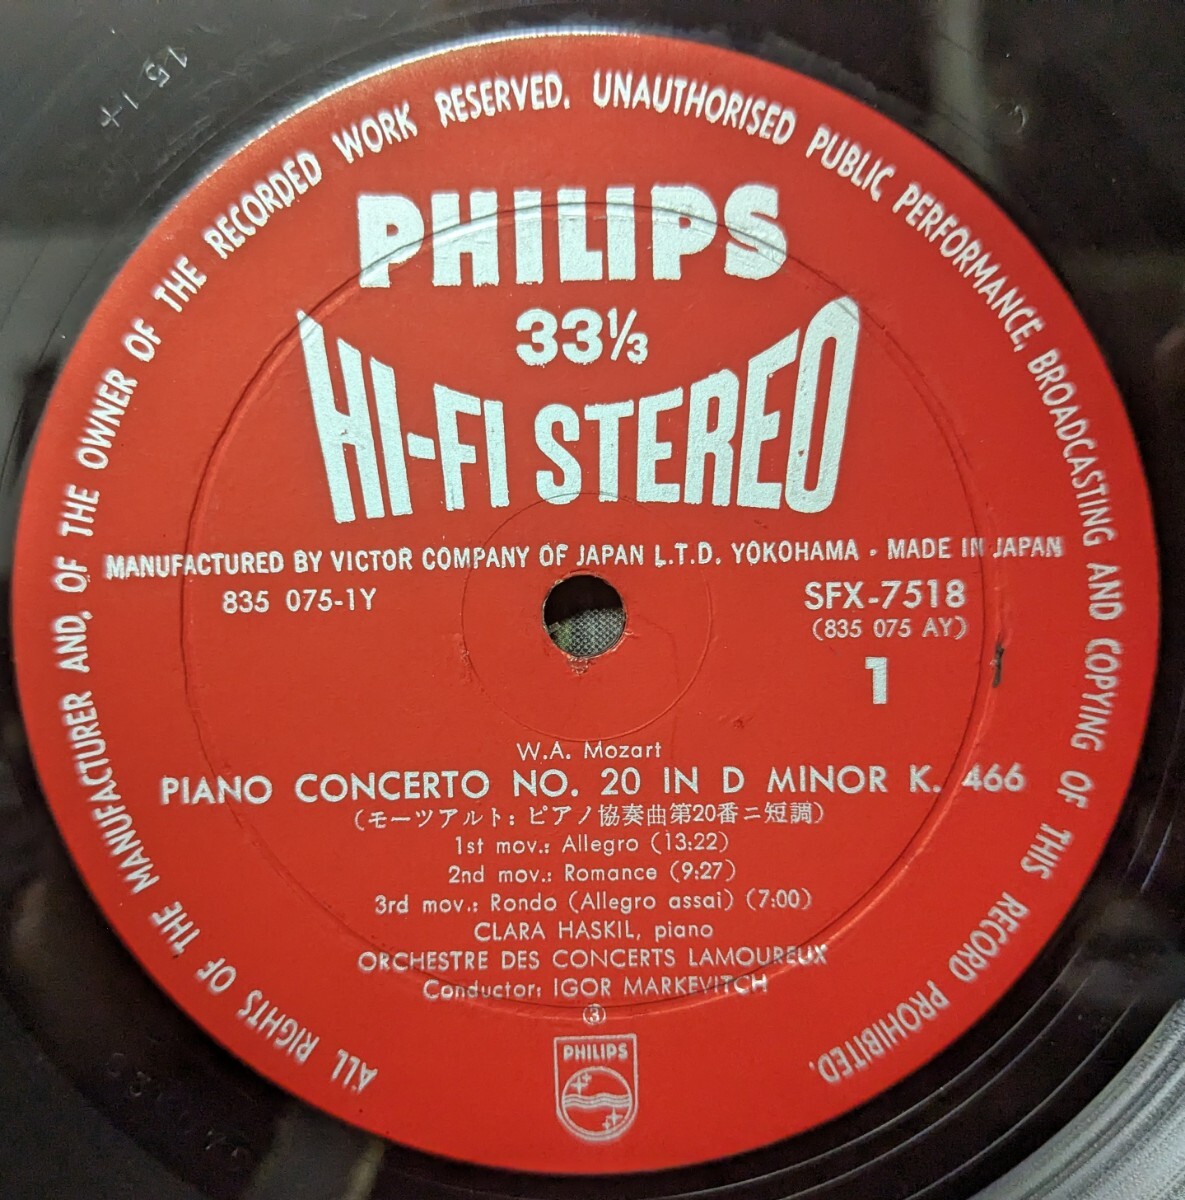 ALL RIGHTS OF THE MANUFACTURER AND, OF THE OWNER OF THE RECORDED WORK RESERVED. UNAUTHORISED PUBLIC PERFORMANCE, BROADCASTING AND COPYING OF THIS RECORD PROHIBITED.
PHILIPS
33⅓
HI-FI STEREO
MANUFACTURED BY VICTOR COMPANY OF JAPAN L.T.D. YOKOHAMA • MADE IN JAPAN
835 075-1Y
SFX-7518
(835 075 AY)
1
W.A. Mozart
PIANO CONCERTO NO. 20 IN D MINOR K. 466
(モーツアルト: ピアノ協奏曲第20番ニ短調)
1st mov.: Allegro (13:22)
2nd mov.: Romance (9:27)
3rd mov.: Rondo (Allegro assai) (7:00)
CLARA HASKIL, piano
ORCHESTRE DES CONCERTS LAMOUREUX
Conductor: IGOR MARKEVITCH
③
PHILIPS